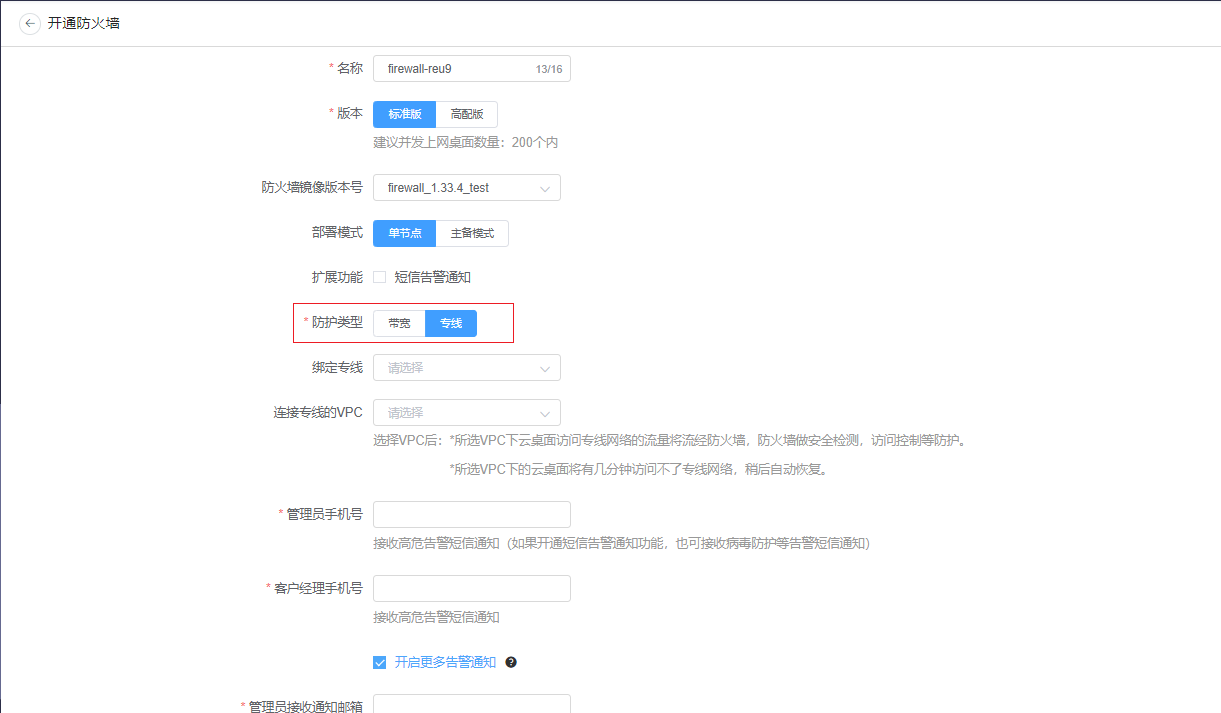 开通防火墙
* 名称 firewall-reu9 13/16
* 版本 标准版 高配版
建议并发上网桌面数量：200个内
防火墙镜像版本号 firewall_1.33.4_test
部署模式 单节点 主备模式
扩展功能 短信告警通知
* 防护类型 带宽 专线
绑定专线 请选择
连接专线的VPC 请选择
选择VPC后：*所选VPC下云桌面访问专线网络的流量将流经防火墙，防火墙做安全检测，访问控制等防护。
*所选VPC下的云桌面将有几分钟访问不了专线网络，稍后自动恢复。
* 管理员手机号
接收高危告警短信通知（如果开通短信告警通知功能，也可接收病毒防护等告警短信通知）
* 客户经理手机号
接收高危告警短信通知
开启更多告警通知 ?
* 管理员接收通知邮箱